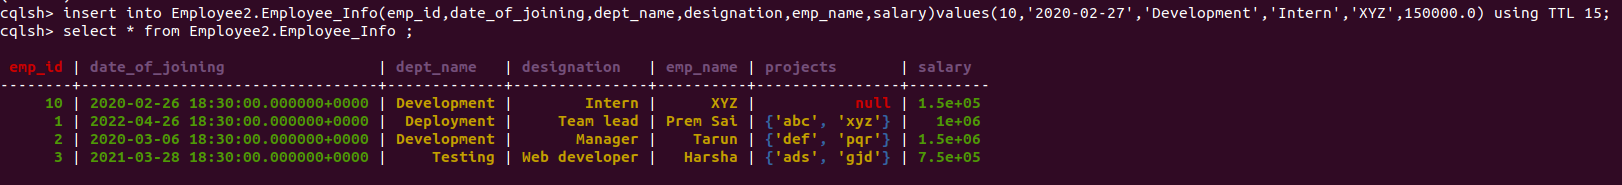 cqlsh> insert into Employee2.Employee_Info(emp_id,date_of_joining,dept_name,designation,emp_name,salary)values(10,'2020-02-27','Development','Intern','XYZ',150000.0) using TTL 15;
cqlsh> select * from Employee2.Employee_Info ;
 emp_id | date_of_joining                 | dept_name   | designation   | emp_name | projects       | salary
--------+---------------------------------+-------------+---------------+----------+----------------+---------
     10 | 2020-02-26 18:30:00.000000+0000 | Development |        Intern |      XYZ |           null | 1.5e+05
      1 | 2022-04-26 18:30:00.000000+0000 |  Deployment |     Team lead | Prem Sai | {'abc', 'xyz'} |   1e+06
      2 | 2020-03-06 18:30:00.000000+0000 | Development |       Manager |    Tarun | {'def', 'pqr'} | 1.5e+06
      3 | 2021-03-28 18:30:00.000000+0000 |     Testing | Web developer |   Harsha | {'ads', 'gjd'} | 7.5e+05